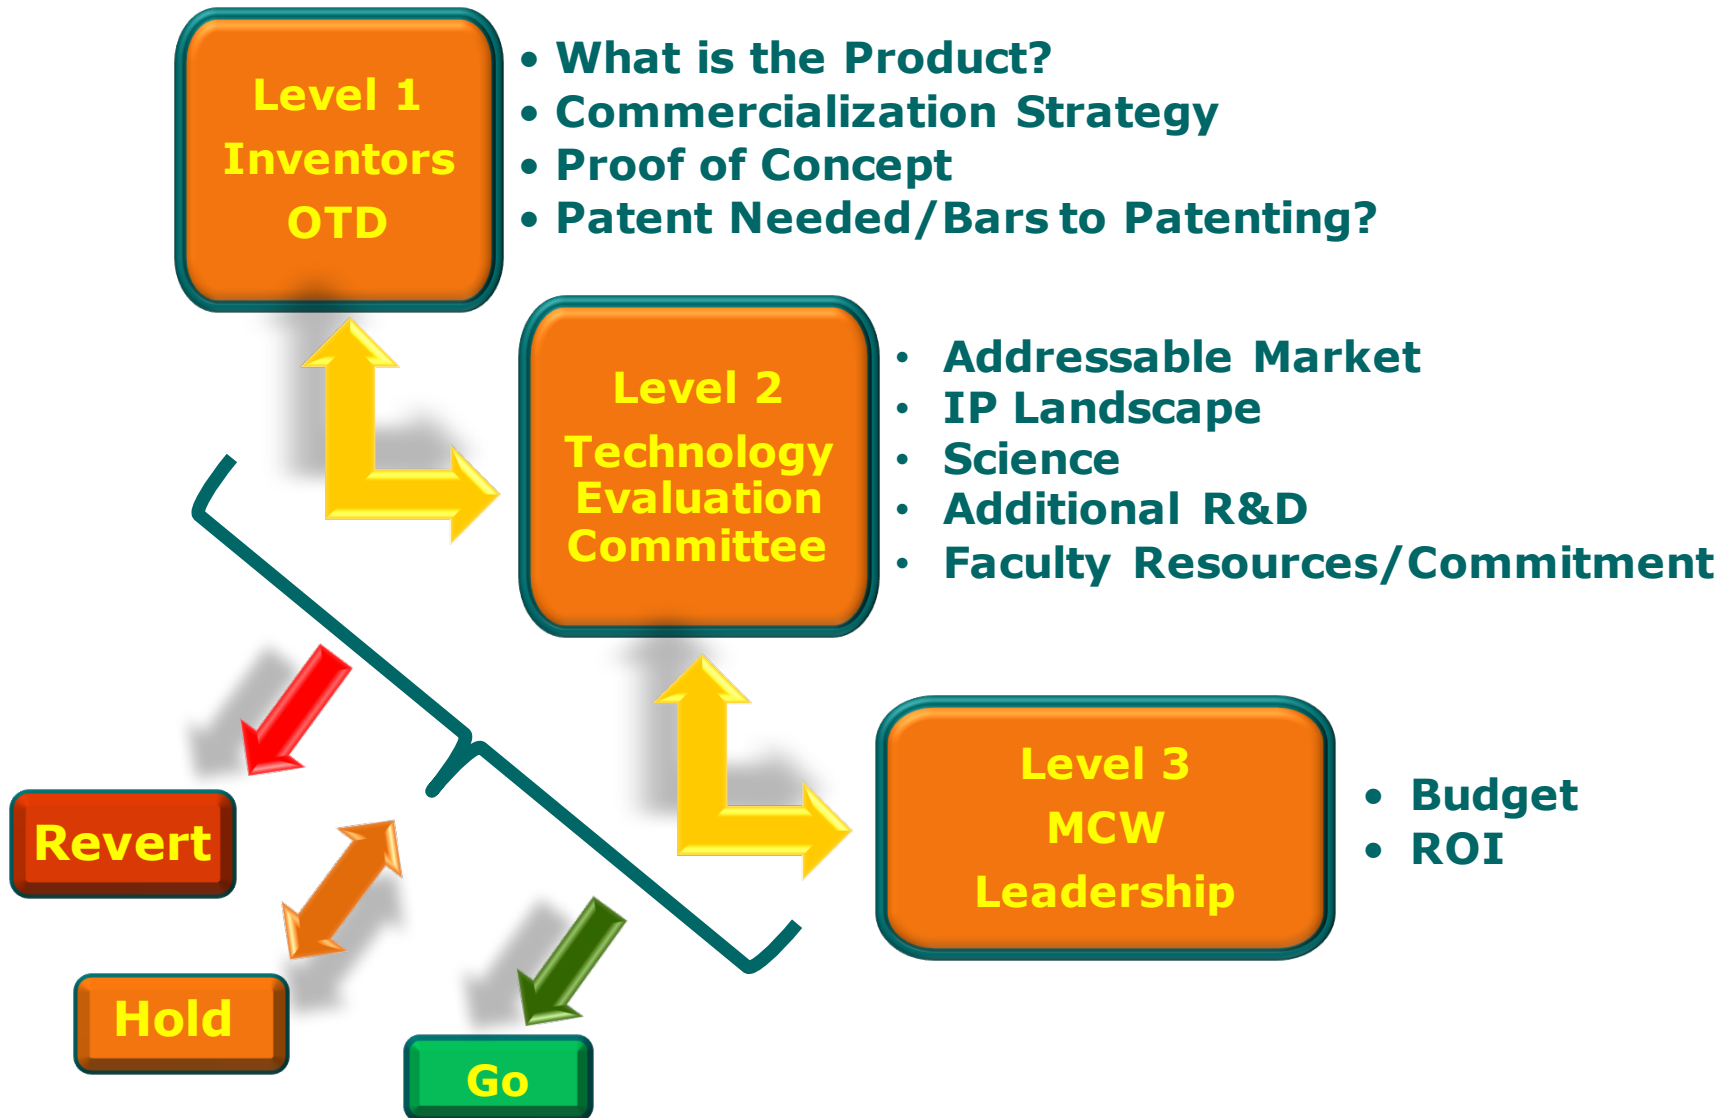 Level 1
Inventors
OTD
• What is the Product?
• Commercialization Strategy
• Proof of Concept
• Patent Needed/Bars to Patenting?
Level 2
Technology
Evaluation
Committee
• Addressable Market
• IP Landscape
• Science
• Additional R&D
• Faculty Resources/Commitment
Level 3
MCW
Leadership
• Budget
• ROI
Revert
Hold
Go